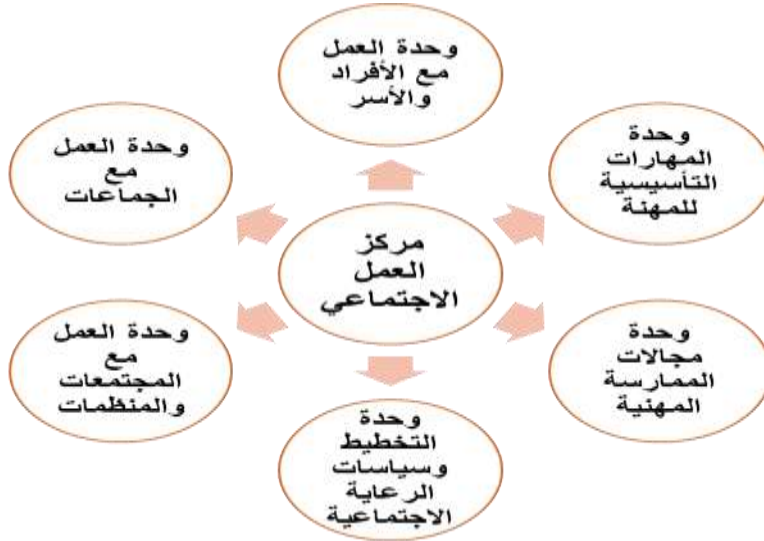 وحدة العمل
مع الأفراد
والأسر
وحدة
المهارات
التأسيسية
للمهنة
وحدة العمل
مع
الجماعات
مركز
العمل
الاجتماعي
وحدة
مجالات
الممارسة
المهنية
وحدة العمل
مع
المجتمعات
والمنظمات
وحدة
التخطيط
وسياسات
الرعاية
الاجتماعية